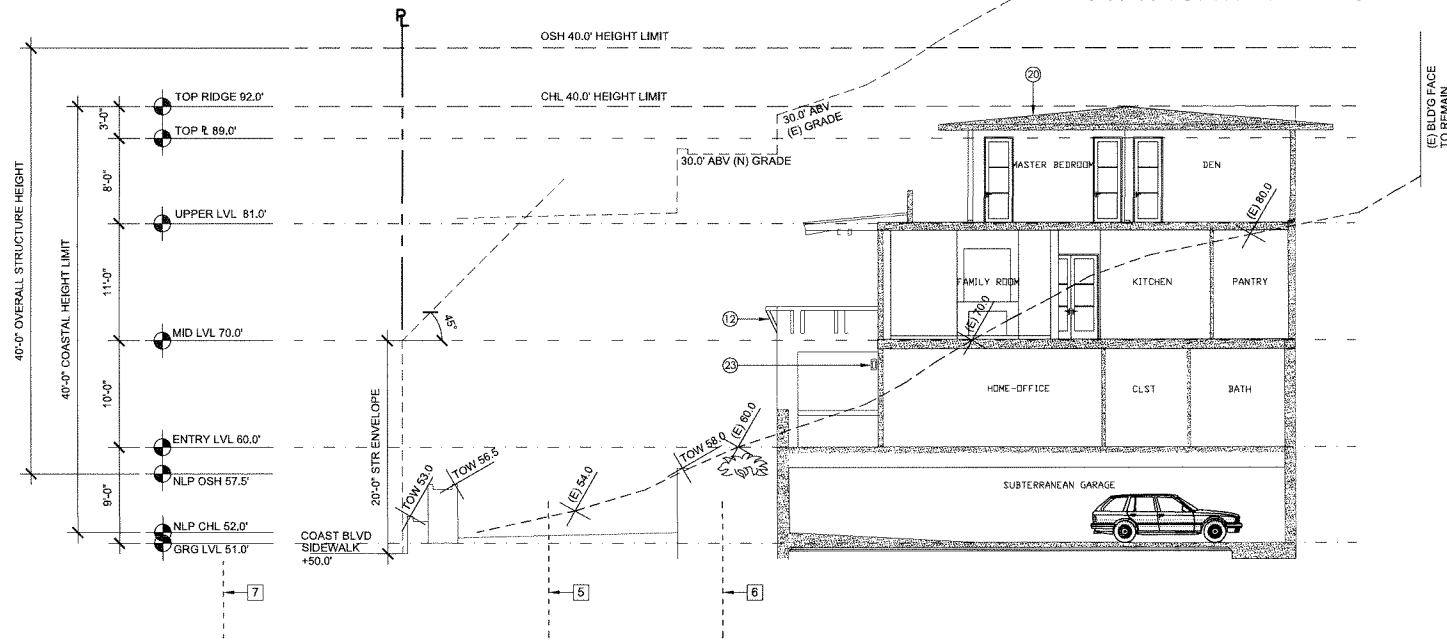 PL
OSH 40.0' HEIGHT LIMIT
CHL 40.0' HEIGHT LIMIT
TOP RIDGE 92.0'
3'-0"
TOP PL 89.0'
30.0' ABV
(E) GRADE
30.0' ABV (N) GRADE
20
(E) BLD'G FACE
TO REMAIN
MASTER BEDROOM
DEN
8'-0"
UPPER LVL 81.0'
(E) 80.0
40'-0" OVERALL STRUCTURE HEIGHT
40'-0" COASTAL HEIGHT LIMIT
11'-0"
FAMILY ROOM
KITCHEN
PANTRY
12
45°
MID LVL 70.0'
(E) 70.0
23
10'-0"
20'-0" STR ENVELOPE
HOME-OFFICE
CLST
BATH
ENTRY LVL 60.0'
(E) 60.0
TOW 58.0
TOW 56.5
TOW 53.0
(E) 54.0
NLP OSH 57.5'
9'-0"
SUBTERRANEAN GARAGE
NLP CHL 52.0'
GRG LVL 51.0'
COAST BLVD
SIDEWALK
+50.0'
7
5
6